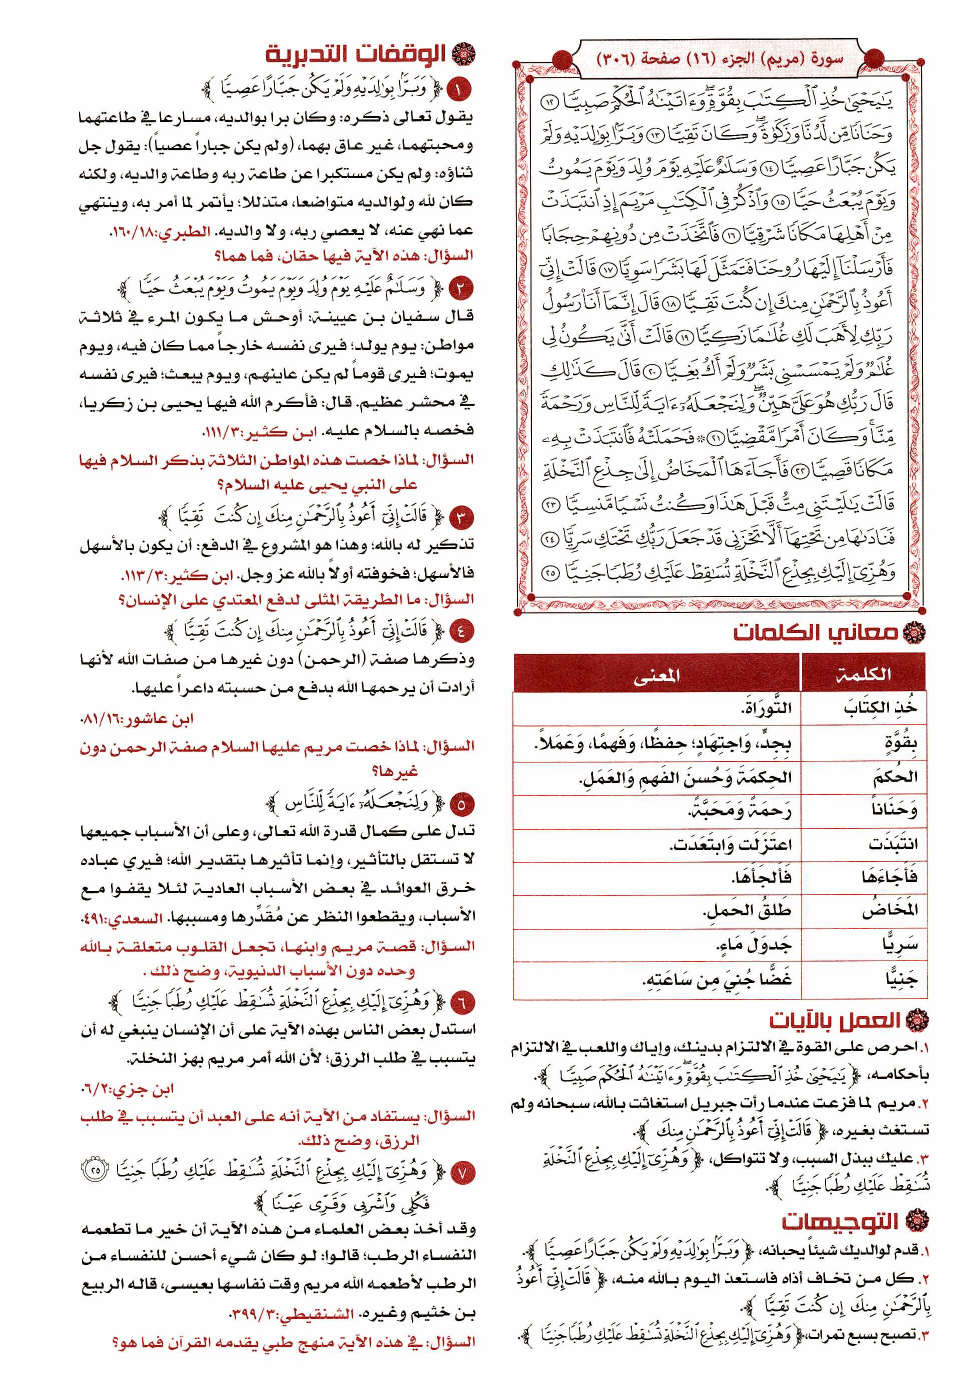 سورة (مريم) الجزء (١٦) صفحة (٣٠٦)
يَٰيَحْيَىٰ خُذِ ٱلْكِتَٰبَ بِقُوَّةٍۖ وَءَاتَيْنَٰهُ ٱلْحُكْمَ صَبِيًّا ١٢
وَحَنَانًا مِّن لَّدُنَّا وَزَكَوٰةًۖ وَكَانَ تَقِيًّا ١٣ وَبَرًّۢا بِوَٰلِدَيْهِ وَلَمْ
يَكُن جَبَّارًا عَصِيًّا ١٤ وَسَلَٰمٌ عَلَيْهِ يَوْمَ وُلِدَ وَيَوْمَ يَمُوتُ
وَيَوْمَ يُبْعَثُ حَيًّا ١٥ وَٱذْكُرْ فِى ٱلْكِتَٰبِ مَرْيَمَ إِذِ ٱنتَبَذَتْ
مِنْ أَهْلِهَا مَكَانًا شَرْقِيًّا ١٦ فَٱتَّخَذَتْ مِن دُونِهِمْ حِجَابًا
فَأَرْسَلْنَآ إِلَيْهَا رُوحَنَا فَتَمَثَّلَ لَهَا بَشَرًا سَوِيًّا ١٧ قَالَتْ إِنِّىٓ
أَعُوذُ بِٱلرَّحْمَٰنِ مِنكَ إِن كُنتَ تَقِيًّا ١٨ قَالَ إِنَّمَآ أَنَا۠ رَسُولُ
رَبِّكِ لِأَهَبَ لَكِ غُلَٰمًا زَكِيًّا ١٩ قَالَتْ أَنَّىٰ يَكُونُ لِى
غُلَٰمٌ وَلَمْ يَمْسَسْنِى بَشَرٌ وَلَمْ أَكُ بَغِيًّا ٢٠ قَالَ كَذَٰلِكِ
قَالَ رَبُّكِ هُوَ عَلَىَّ هَيِّنٌۖ وَلِنَجْعَلَهُۥٓ ءَايَةً لِّلنَّاسِ وَرَحْمَةً
مِّنَّاۚ وَكَانَ أَمْرًا مَّقْضِيًّا ٢١ ۞ فَحَمَلَتْهُ فَٱنتَبَذَتْ بِهِۦ
مَكَانًا قَصِيًّا ٢٢ فَأَجَآءَهَا ٱلْمَخَاضُ إِلَىٰ جِذْعِ ٱلنَّخْلَةِ
قَالَتْ يَٰلَيْتَنِى مِتُّ قَبْلَ هَٰذَا وَكُنتُ نَسْيًا مَّنسِيًّا ٢٣
فَنَادَىٰهَا مِن تَحْتِهَآ أَلَّا تَحْزَنِى قَدْ جَعَلَ رَبُّكِ تَحْتَكِ سَرِيًّا ٢٤
وَهُزِّىٓ إِلَيْكِ بِجِذْعِ ٱلنَّخْلَةِ تُسَٰقِطْ عَلَيْكِ رُطَبًا جَنِيًّا ٢٥
معاني الكلمات
الكلمة المعنى
خُذِ الكِتَابَ التَّورَاةَ.
بِقُوَّةٍ بِجِدٍّ، وَاجتِهَادٍ؛ حِفظًا، وَفَهمًا، وَعَمَلاً.
الحُكمَ الحِكمَةَ وَحُسنَ الفَهمِ وَالعَمَلِ.
وَحَنَاناً رَحمَةً وَمَحَبَّةً.
انتَبَذَت اعتَزَلَت وَابتَعَدَت.
فَأَجَاءَهَا فَأَلجَأَهَا.
المَخَاضُ طَلقُ الحَملِ.
سَرِيًّا جَدوَلَ مَاءٍ.
جَنِيًّا غَضًّا جُنِيَ مِن سَاعَتِهِ.
العمل بالآيات
١. احرص على القوة في الالتزام بدينك، وإياك واللعب في الالتزام
بأحكامه، ﴿ يَٰيَحْيَىٰ خُذِ ٱلْكِتَٰبَ بِقُوَّةٍۖ وَءَاتَيْنَٰهُ ٱلْحُكْمَ صَبِيًّا ﴾.
٢. مريم لما فزعت عندما رأت جبريل استغاثت بالله، سبحانه ولم
تستغث بغيره، ﴿ قَالَتْ إِنِّىٓ أَعُوذُ بِٱلرَّحْمَٰنِ مِنكَ ﴾.
٣. عليك ببذل السبب، ولا تتواكل، ﴿ وَهُزِّىٓ إِلَيْكِ بِجِذْعِ ٱلنَّخْلَةِ
تُسَٰقِطْ عَلَيْكِ رُطَبًا جَنِيًّا ﴾.
التوجيهات
١. قدم لوالديك شيئاً يحبانه، ﴿ وَبَرًّۢا بِوَٰلِدَيْهِ وَلَمْ يَكُن جَبَّارًا عَصِيًّا ﴾.
٢. كل من تخاف أذاه فاستعذ اليوم بالله منه، ﴿ قَالَتْ إِنِّىٓ أَعُوذُ
بِٱلرَّحْمَٰنِ مِنكَ إِن كُنتَ تَقِيًّا ﴾.
٣. تصبح بسبع تمرات، ﴿ وَهُزِّىٓ إِلَيْكِ بِجِذْعِ ٱلنَّخْلَةِ تُسَٰقِطْ عَلَيْكِ رُطَبًا جَنِيًّا ﴾.
الوقفات التدبرية
١ ﴿ وَبَرًّۢا بِوَٰلِدَيْهِ وَلَمْ يَكُن جَبَّارًا عَصِيًّا ﴾
يقول تعالى ذكره: وكان برا بوالديه، مسارعا في طاعتهما
ومحبتهما، غير عاق بهما، (ولم يكن جباراً عصياً): يقول جل
ثناؤه: ولم يكن مستكبرا عن طاعة ربه وطاعة والديه، ولكنه
كان لله ولوالديه متواضعا، متذللا؛ يأتمر لما أمر به، وينتهي
عما نهي عنه، لا يعصي ربه، ولا والديه. الطبري:١٦٠/١٨.
السؤال: هذه الآية فيها حقان، فما هما؟
٢ ﴿ وَسَلَٰمٌ عَلَيْهِ يَوْمَ وُلِدَ وَيَوْمَ يَمُوتُ وَيَوْمَ يُبْعَثُ حَيًّا ﴾
قال سفيان بن عيينة: أوحش ما يكون المرء في ثلاثة
مواطن: يوم يولد؛ فيرى نفسه خارجاً مما كان فيه، ويوم
يموت؛ فيرى قوماً لم يكن عاينهم، ويوم يبعث؛ فيرى نفسه
في محشر عظيم. قال: فأكرم الله فيها يحيى بن زكريا،
فخصه بالسلام عليه. ابن كثير:١١١/٣.
السؤال: لماذا خصت هذه المواطن الثلاثة بذكر السلام فيها
على النبي يحيى عليه السلام؟
٣ ﴿ قَالَتْ إِنِّىٓ أَعُوذُ بِٱلرَّحْمَٰنِ مِنكَ إِن كُنتَ تَقِيًّا ﴾
تذكير له بالله؛ وهذا هو المشروع في الدفع: أن يكون بالأسهل
فالأسهل؛ فخوفته أولاً بالله عز وجل. ابن كثير:١١٣/٣.
السؤال: ما الطريقة المثلى لدفع المعتدي على الإنسان؟
٤ ﴿ قَالَتْ إِنِّىٓ أَعُوذُ بِٱلرَّحْمَٰنِ مِنكَ إِن كُنتَ تَقِيًّا ﴾
وذكرها صفة (الرحمن) دون غيرها من صفات الله لأنها
أرادت أن يرحمها الله بدفع من حسبته داعراً عليها.
ابن عاشور:٨١/١٦.
السؤال: لماذا خصت مريم عليها السلام صفة الرحمن دون
غيرها؟
٥ ﴿ وَلِنَجْعَلَهُۥٓ ءَايَةً لِّلنَّاسِ ﴾
تدل على كمال قدرة الله تعالى، وعلى أن الأسباب جميعها
لا تستقل بالتأثير، وإنما تأثيرها بتقدير الله؛ فيري عباده
خرق العوائد في بعض الأسباب العادية لئلا يقفوا مع
الأسباب، ويقطعوا النظر عن مُقَدِّرها ومسببها. السعدي:٤٩١.
السؤال: قصة مريم وابنها، تجعل القلوب متعلقة بالله
وحده دون الأسباب الدنيوية، وضح ذلك.
٦ ﴿ وَهُزِّىٓ إِلَيْكِ بِجِذْعِ ٱلنَّخْلَةِ تُسَٰقِطْ عَلَيْكِ رُطَبًا جَنِيًّا ﴾
استدل بعض الناس بهذه الآية على أن الإنسان ينبغي له أن
يتسبب في طلب الرزق؛ لأن الله أمر مريم بهز النخلة.
ابن جزي:٦/٢.
السؤال: يستفاد من الآية أنه على العبد أن يتسبب في طلب
الرزق، وضح ذلك.
٧ ﴿ وَهُزِّىٓ إِلَيْكِ بِجِذْعِ ٱلنَّخْلَةِ تُسَٰقِطْ عَلَيْكِ رُطَبًا جَنِيًّا ٢٥
فَكُلِى وَٱشْرَبِى وَقَرِّى عَيْنًا ﴾
وقد أخذ بعض العلماء من هذه الآية أن خير ما تطعمه
النفساء الرطب؛ قالوا: لو كان شيء أحسن للنفساء من
الرطب لأطعمه الله مريم وقت نفاسها بعيسى، قاله الربيع
بن خثيم وغيره. الشنقيطي:٣٩٩/٣.
السؤال: في هذه الآية منهج طبي يقدمه القرآن فما هو؟